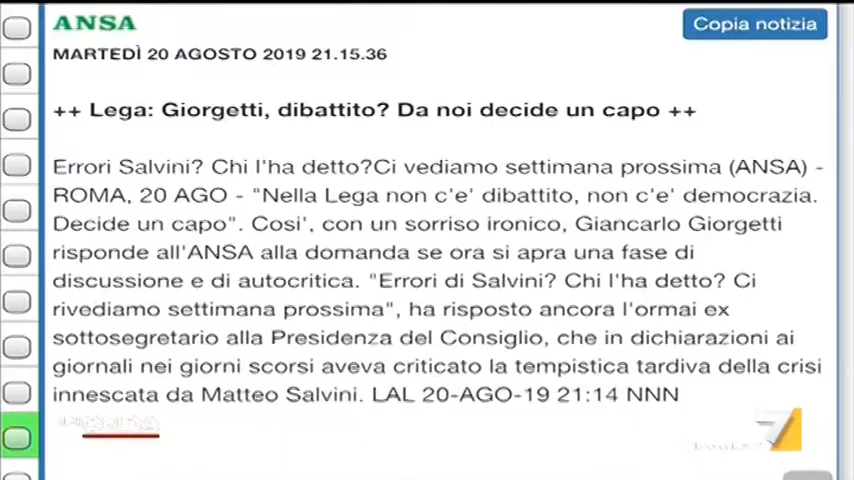 ANSA
Copia notizia
MARTEDÌ 20 AGOSTO 2019 21.15.36
++ Lega: Giorgetti, dibattito? Da noi decide un capo ++
Errori Salvini? Chi l'ha detto?Ci vediamo settimana prossima (ANSA) -
ROMA, 20 AGO - "Nella Lega non c'e' dibattito, non c'e' democrazia.
Decide un capo". Cosi', con un sorriso ironico, Giancarlo Giorgetti
risponde all'ANSA alla domanda se ora si apra una fase di
discussione e di autocritica. "Errori di Salvini? Chi l'ha detto? Ci
rivediamo settimana prossima", ha risposto ancora l'ormai ex
sottosegretario alla Presidenza del Consiglio, che in dichiarazioni ai
giornali nei giorni scorsi aveva criticato la tempistica tardiva della crisi
innescata da Matteo Salvini. LAL 20-AGO-19 21:14 NNN
7